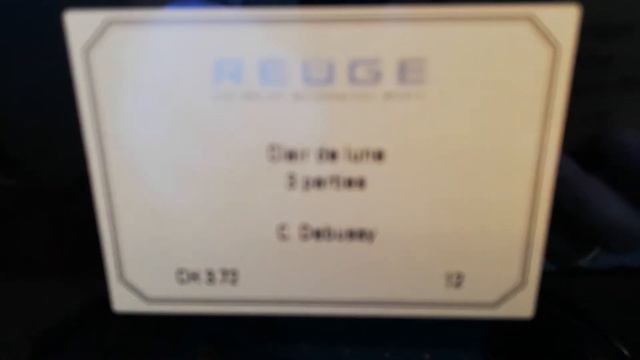 REUGE
Clair de lune
3 parties
C. Debussy
CH 3.72
12